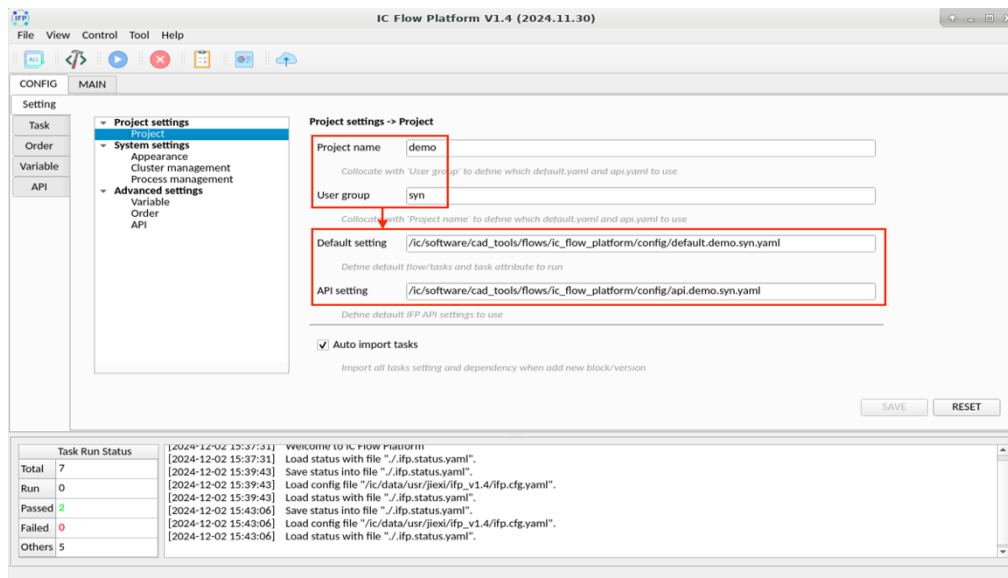 IFP
IC Flow Platform V1.4 (2024.11.30)
File View Control Tool Help
ALL
CONFIG MAIN
Setting
Task
Order
Variable
API
Project settings
Project
System settings
Appearance
Cluster management
Process management
Advanced settings
Variable
Order
API
Project settings -> Project
Project name demo
Collocate with 'User group' to define which default.yaml and api.yaml to use
User group syn
Collocate with 'Project name' to define which default.yaml and api.yaml to use
Default setting /ic/software/cad_tools/flows/ic_flow_platform/config/default.demo.syn.yaml
Define default flow/tasks and task attribute to run
API setting /ic/software/cad_tools/flows/ic_flow_platform/config/api.demo.syn.yaml
Define default IFP API settings to use
Auto import tasks
Import all tasks setting and dependency when add new block/version
SAVE RESET
Task Run Status
Total 7
Run 0
Passed 2
Failed 0
Others 5
[2024-12-02 15:37:31] Welcome to IC Flow Platform
[2024-12-02 15:37:31] Load status with file "./.ifp.status.yaml".
[2024-12-02 15:39:43] Save status into file "./.ifp.status.yaml".
[2024-12-02 15:39:43] Load config file "/ic/data/usr/jiexi/ifp_v1.4/ifp.cfg.yaml".
[2024-12-02 15:39:43] Load status with file "./.ifp.status.yaml".
[2024-12-02 15:43:06] Save status into file "./.ifp.status.yaml".
[2024-12-02 15:43:06] Load config file "/ic/data/usr/jiexi/ifp_v1.4/ifp.cfg.yaml".
[2024-12-02 15:43:06] Load status with file "./.ifp.status.yaml".